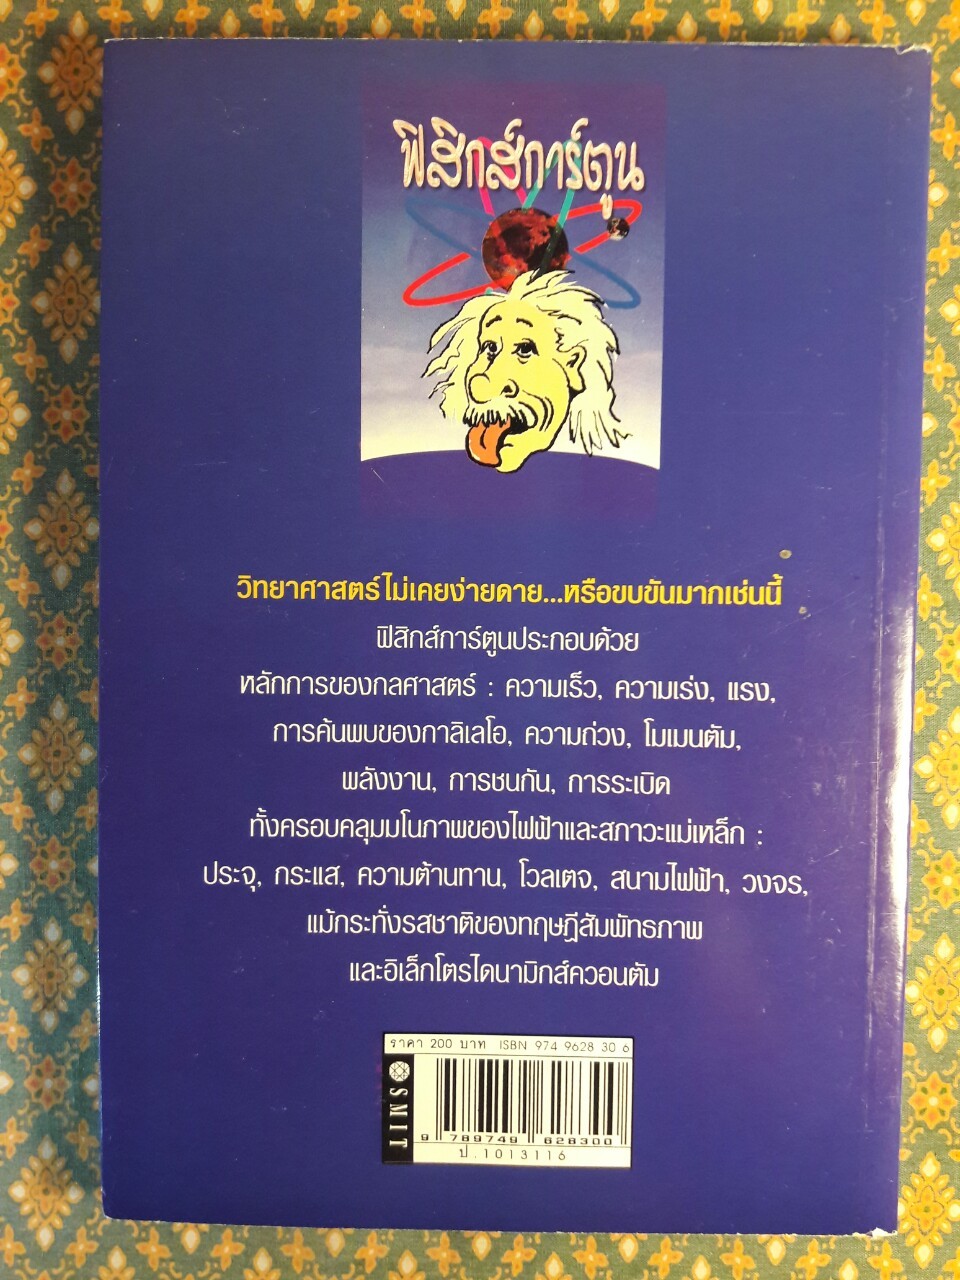 ฟิสิกส์การ์ตูน
วิทยาศาสตร์ไม่เคยง่ายดาย...หรือขบขันมากเช่นนี้
ฟิสิกส์การ์ตูนประกอบด้วย
หลักการของกลศาสตร์ : ความเร็ว, ความเร่ง, แรง,
การค้นพบของกาลิเลโอ, ความถ่วง, โมเมนตัม,
พลังงาน, การชนกัน, การระเบิด
ทั้งครอบคลุมมโนภาพของไฟฟ้าและสภาวะแม่เหล็ก :
ประจุ, กระแส, ความต้านทาน, โวลเตจ, สนามไฟฟ้า, วงจร,
แม้กระทั่งรสชาติของทฤษฎีสัมพัทธภาพ
และอิเล็กโตรไดนามิกส์ควอนตัม
ราคา 200 บาท ISBN 974 9628 30 6
SMIT
9 789749 628300
ป.1013116